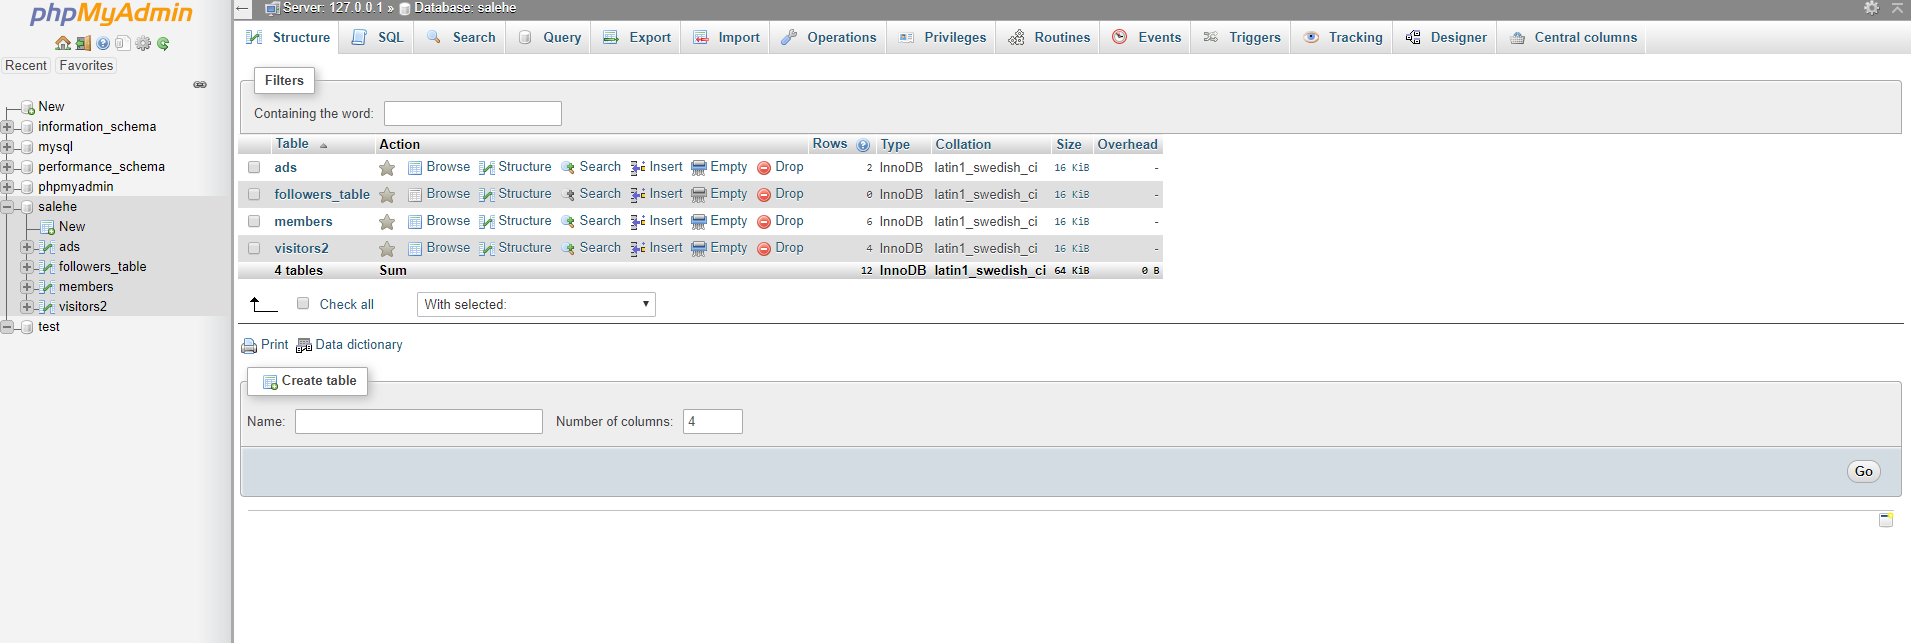 phpMyAdmin
Recent Favorites
New
information_schema
mysql
performance_schema
phpmyadmin
salehe
New
ads
followers_table
members
visitors2
test
Server: 127.0.0.1 » Database: salehe
Structure SQL Search Query Export Import Operations Privileges Routines Events Triggers Tracking Designer Central columns
Filters
Containing the word:
Table Action Rows Type Collation Size Overhead
ads Browse Structure Search Insert Empty Drop 2 InnoDB latin1_swedish_ci 16 KiB -
followers_table Browse Structure Search Insert Empty Drop 0 InnoDB latin1_swedish_ci 16 KiB -
members Browse Structure Search Insert Empty Drop 6 InnoDB latin1_swedish_ci 16 KiB -
visitors2 Browse Structure Search Insert Empty Drop 4 InnoDB latin1_swedish_ci 16 KiB -
4 tables Sum 12 InnoDB latin1_swedish_ci 64 KiB 0 B
Check all With selected:
Print Data dictionary
Create table
Name: Number of columns: 4
Go